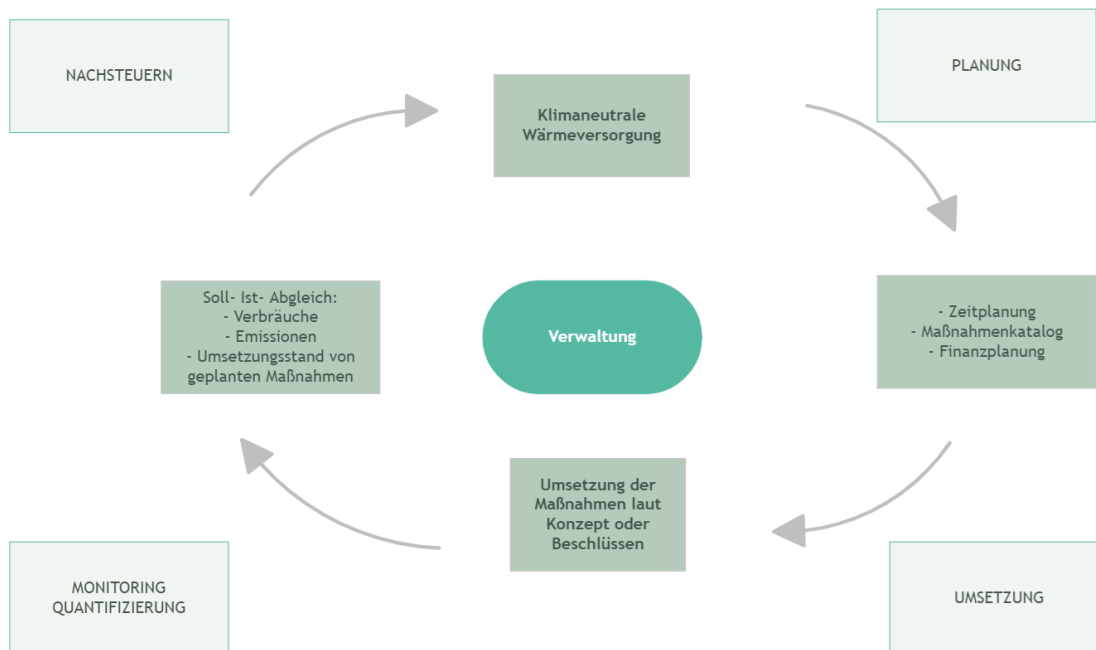 NACHSTEUERN
PLANUNG
Klimaneutrale
Wärmeversorgung
Soll- Ist- Abgleich:
- Verbräuche
- Emissionen
- Umsetzungsstand von
geplanten Maßnahmen
Verwaltung
- Zeitplanung
- Maßnahmenkatalog
- Finanzplanung
Umsetzung der
Maßnahmen laut
Konzept oder
Beschlüssen
MONITORING
QUANTIFIZIERUNG
UMSETZUNG